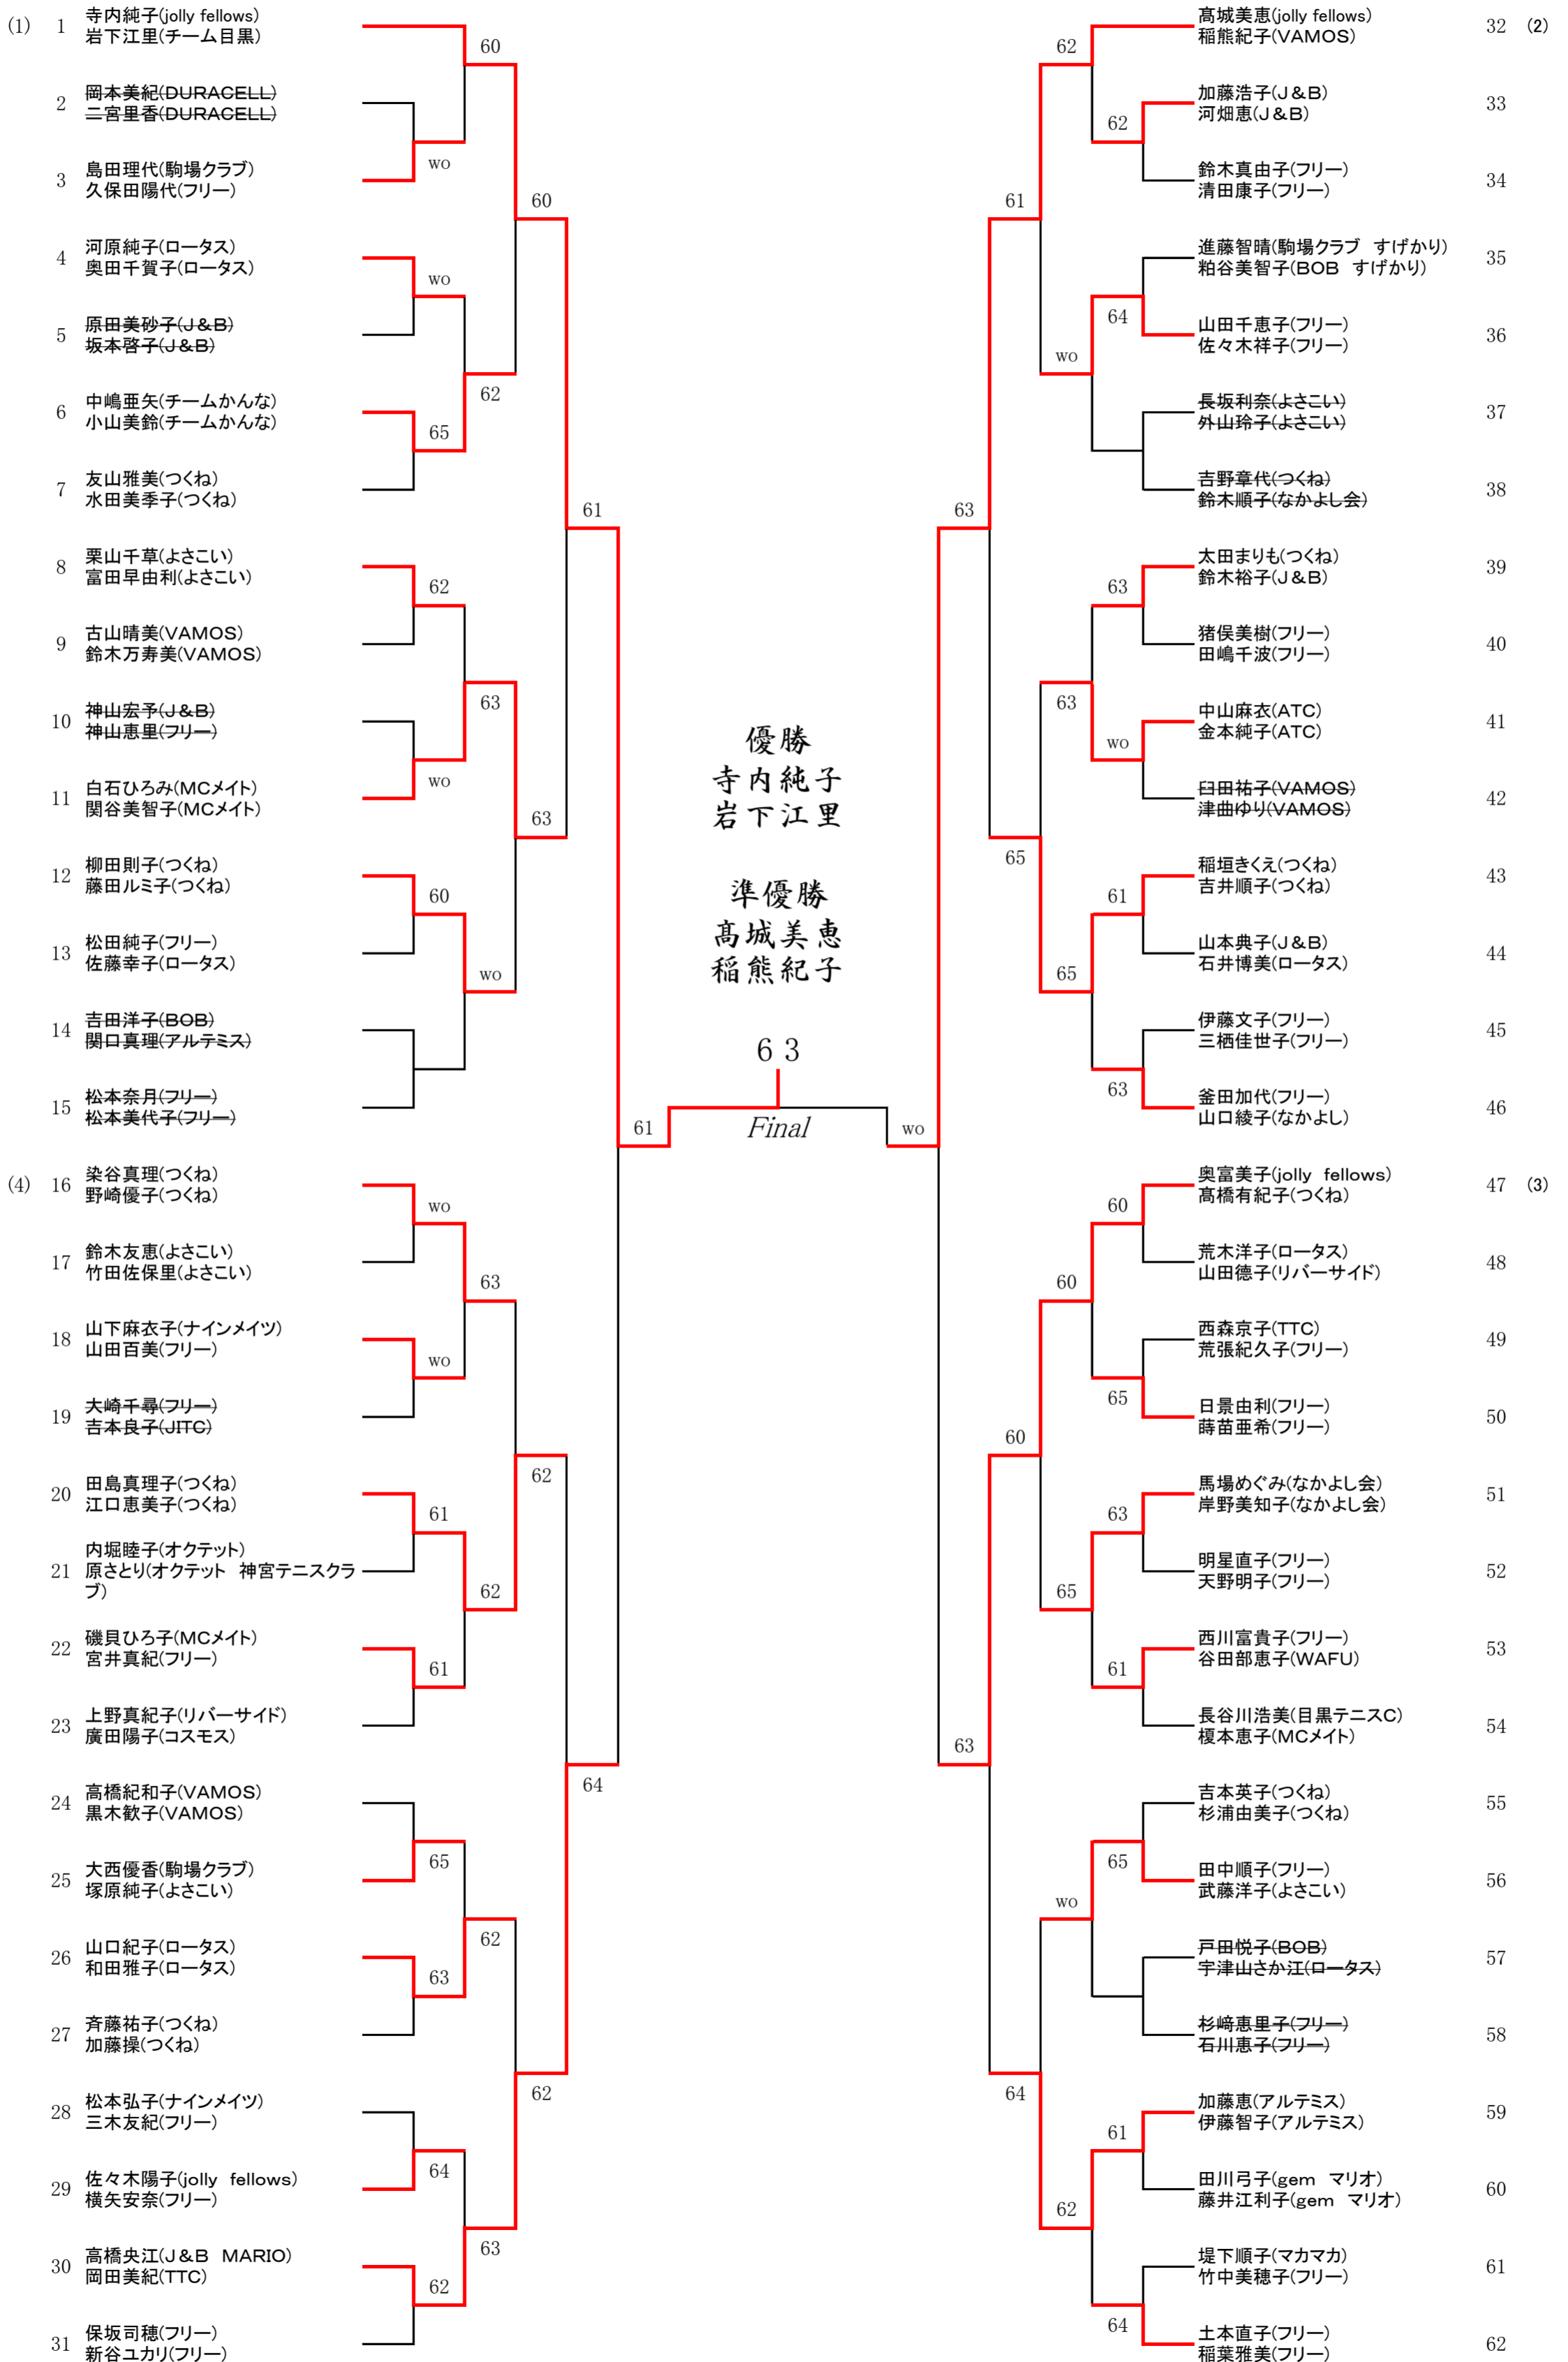 (1) 1 寺内純子(jolly fellows)
岩下江里(チーム目黒)
2 岡本美紀(DURACELL)
二宮里香(DURACELL)
3 島田理代(駒場クラブ)
久保田陽代(フリー)
4 河原純子(ロータス)
奥田千賀子(ロータス)
5 原田美砂子(J&B)
坂本啓子(J&B)
6 中嶋亜矢(チームかんな)
小山美鈴(チームかんな)
7 友山雅美(つくね)
水田美季子(つくね)
8 栗山千草(よさこい)
富田早由利(よさこい)
9 古山晴美(VAMOS)
鈴木万寿美(VAMOS)
10 神山宏予(J&B)
神山恵里(フリー)
11 白石ひろみ(MCメイト)
関谷美智子(MCメイト)
12 柳田則子(つくね)
藤田ルミ子(つくね)
13 松田純子(フリー)
佐藤幸子(ロータス)
14 吉田洋子(BOB)
関口真理(アルテミス)
15 松本奈月(フリー)
松本美代子(フリー)
(4) 16 染谷真理(つくね)
野崎優子(つくね)
17 鈴木友恵(よさこい)
竹田佐保里(よさこい)
18 山下麻衣子(ナインメイツ)
山田百美(フリー)
19 大崎千尋(フリー)
吉本良子(JITC)
20 田島真理子(つくね)
江口恵美子(つくね)
21 内堀睦子(オクテット)
原さとり(オクテット　神宮テニスクラ
ブ)
22 磯貝ひろ子(MCメイト)
宮井真紀(フリー)
23 上野真紀子(リバーサイド)
廣田陽子(コスモス)
24 高橋紀和子(VAMOS)
黒木歓子(VAMOS)
25 大西優香(駒場クラブ)
塚原純子(よさこい)
26 山口紀子(ロータス)
和田雅子(ロータス)
27 斉藤祐子(つくね)
加藤操(つくね)
28 松本弘子(ナインメイツ)
三木友紀(フリー)
29 佐々木陽子(jolly fellows)
横矢安奈(フリー)
30 高橋央江(J&B MARIO)
岡田美紀(TTC)
31 保坂司穂(フリー)
新谷ユカリ(フリー)
wo
wo
65
62
wo
60
wo
wo
61
61
65
63
64
62
60
62
63
wo
63
62
62
63
60
63
62
62
61
64
61
優勝
寺内純子
岩下江里
準優勝
髙城美恵
稲熊紀子
6 3
Final
wo
63
63
61
65
60
64
62
wo
63
65
60
65
wo
62
62
64
63
wo
61
63
60
65
63
61
65
61
64
髙城美恵(jolly fellows) 32 (2)
稲熊紀子(VAMOS)
加藤浩子(J&B) 33
河畑恵(J&B)
鈴木真由子(フリー) 34
清田康子(フリー)
進藤智晴(駒場クラブ　すげかり) 35
粕谷美智子(BOB　すげかり)
山田千恵子(フリー) 36
佐々木祥子(フリー)
長坂利奈(よさこい) 37
外山玲子(よさこい)
吉野章代(つくね) 38
鈴木順子(なかよし会)
太田まりも(つくね) 39
鈴木裕子(J&B)
猪俣美樹(フリー) 40
田嶋千波(フリー)
中山麻衣(ATC) 41
金本純子(ATC)
臼田祐子(VAMOS) 42
津曲ゆり(VAMOS)
稲垣きくえ(つくね) 43
吉井順子(つくね)
山本典子(J&B) 44
石井博美(ロータス)
伊藤文子(フリー) 45
三栖佳世子(フリー)
釜田加代(フリー) 46
山口綾子(なかよし)
奥富美子(jolly fellows) 47 (3)
髙橋有紀子(つくね)
荒木洋子(ロータス) 48
山田徳子(リバーサイド)
西森京子(TTC) 49
荒張紀久子(フリー)
日景由利(フリー) 50
蒔苗亜希(フリー)
馬場めぐみ(なかよし会) 51
岸野美知子(なかよし会)
明星直子(フリー) 52
天野明子(フリー)
西川富貴子(フリー) 53
谷田部恵子(WAFU)
長谷川浩美(目黒テニスC) 54
榎本恵子(MCメイト)
吉本英子(つくね) 55
杉浦由美子(つくね)
田中順子(フリー) 56
武藤洋子(よさこい)
戸田悦子(BOB) 57
宇津山さか江(ロータス)
杉﨑恵里子(フリー) 58
石川恵子(フリー)
加藤恵(アルテミス) 59
伊藤智子(アルテミス)
田川弓子(gem　マリオ) 60
藤井江利子(gem　マリオ)
堤下順子(マカマカ) 61
竹中美穂子(フリー)
土本直子(フリー) 62
稲葉雅美(フリー)